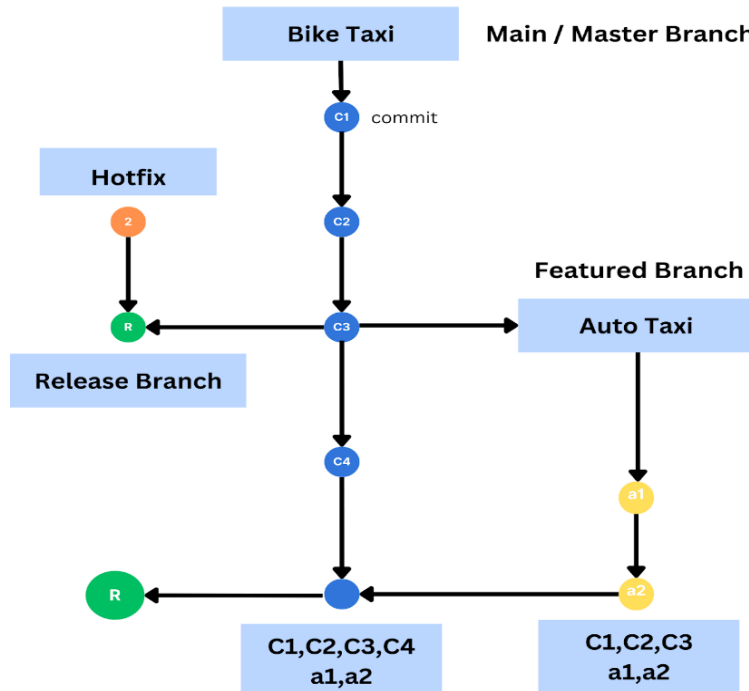 Bike Taxi
Main / Master Branch
C1
commit
Hotfix
2
C2
Featured Branch
R
C3
Auto Taxi
Release Branch
C4
a1
R
a2
C1,C2,C3,C4
a1,a2
C1,C2,C3
a1,a2